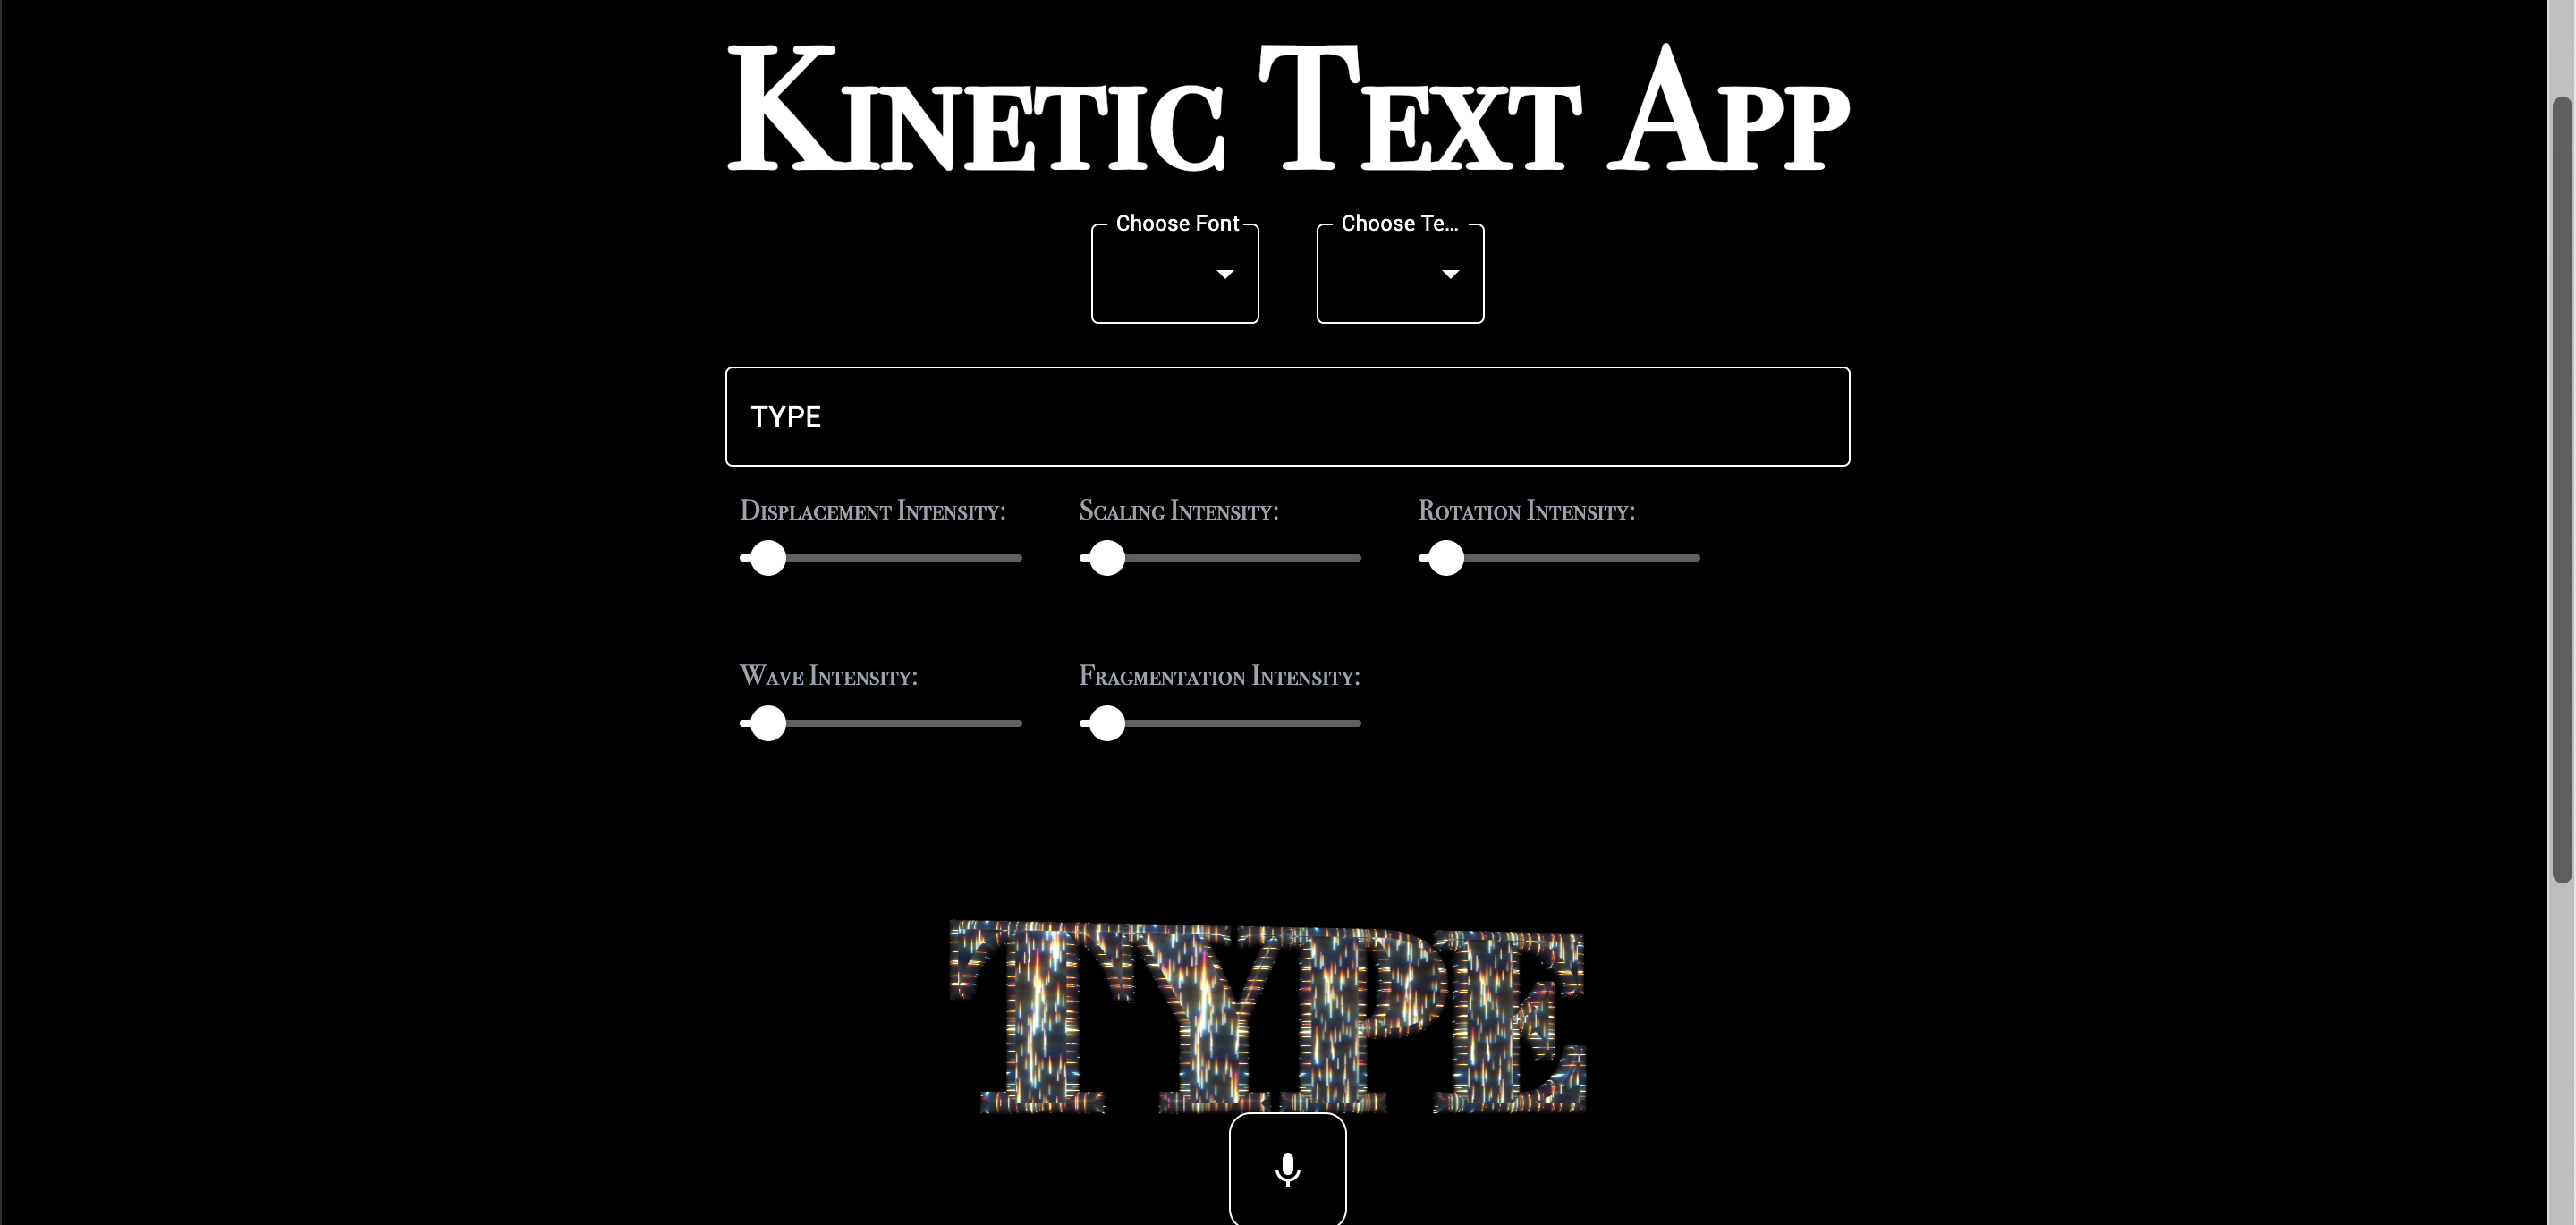 Kinetic Text App
Choose Font Choose Te...
TYPE
Displacement Intensity: Scaling Intensity: Rotation Intensity:
Wave Intensity: Fragmentation Intensity:
TYPE